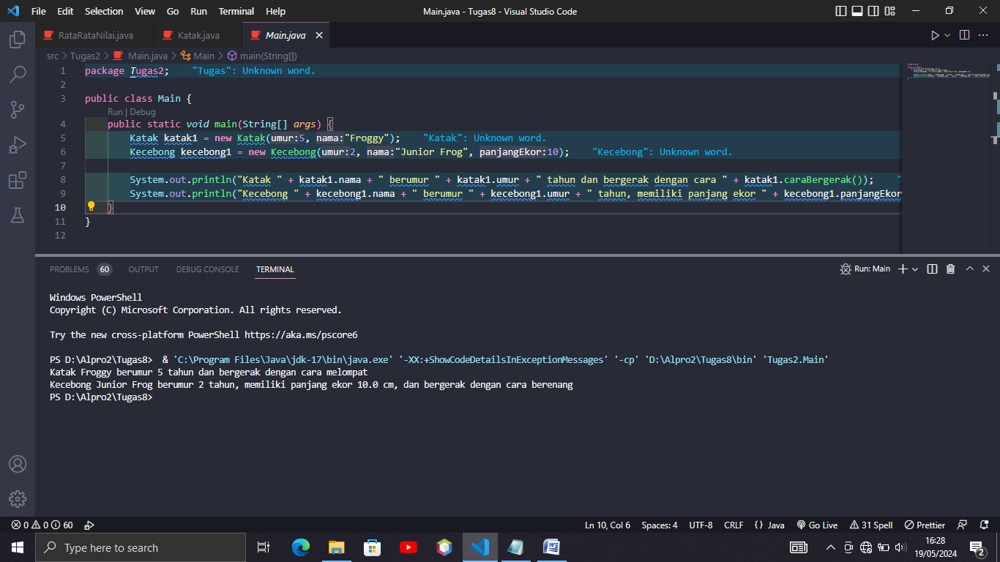 File Edit Selection View Go Run Terminal Help Main.java - Tugas8 - Visual Studio Code
RataRataNilai.java Katak.java Main.java
src > Tugas2 > Main.java > Main > main(String[])
1 package Tugas2; "Tugas": Unknown word.
2
3 public class Main {
Run | Debug
4 public static void main(String[] args) {
5 Katak katak1 = new Katak(umur:5, nama:"Froggy"); "Katak": Unknown word.
6 Kecebong kecebong1 = new Kecebong(umur:2, nama:"Junior Frog", panjangEkor:10); "Kecebong": Unknown word.
7
8 System.out.println("Katak " + katak1.nama + " berumur " + katak1.umur + " tahun dan bergerak dengan cara " + katak1.caraBergerak()); "
9 System.out.println("Kecebong " + kecebong1.nama + " berumur " + kecebong1.umur + " tahun, memiliki panjang ekor " + kecebong1.panjangEkor
10 }
11 }
12
PROBLEMS 60 OUTPUT DEBUG CONSOLE TERMINAL Run: Main
Windows PowerShell
Copyright (C) Microsoft Corporation. All rights reserved.
Try the new cross-platform PowerShell https://aka.ms/pscore6
PS D:\Alpro2\Tugas8> & 'C:\Program Files\Java\jdk-17\bin\java.exe' '-XX:+ShowCodeDetailsInExceptionMessages' '-cp' 'D:\Alpro2\Tugas8\bin' 'Tugas2.Main'
Katak Froggy berumur 5 tahun dan bergerak dengan cara melompat
Kecebong Junior Frog berumur 2 tahun, memiliki panjang ekor 10.0 cm, dan bergerak dengan cara berenang
PS D:\Alpro2\Tugas8>
0 0 60 Ln 10, Col 6 Spaces: 4 UTF-8 CRLF {} Java Go Live 31 Spell Prettier
Type here to search
16:28
19/05/2024
2